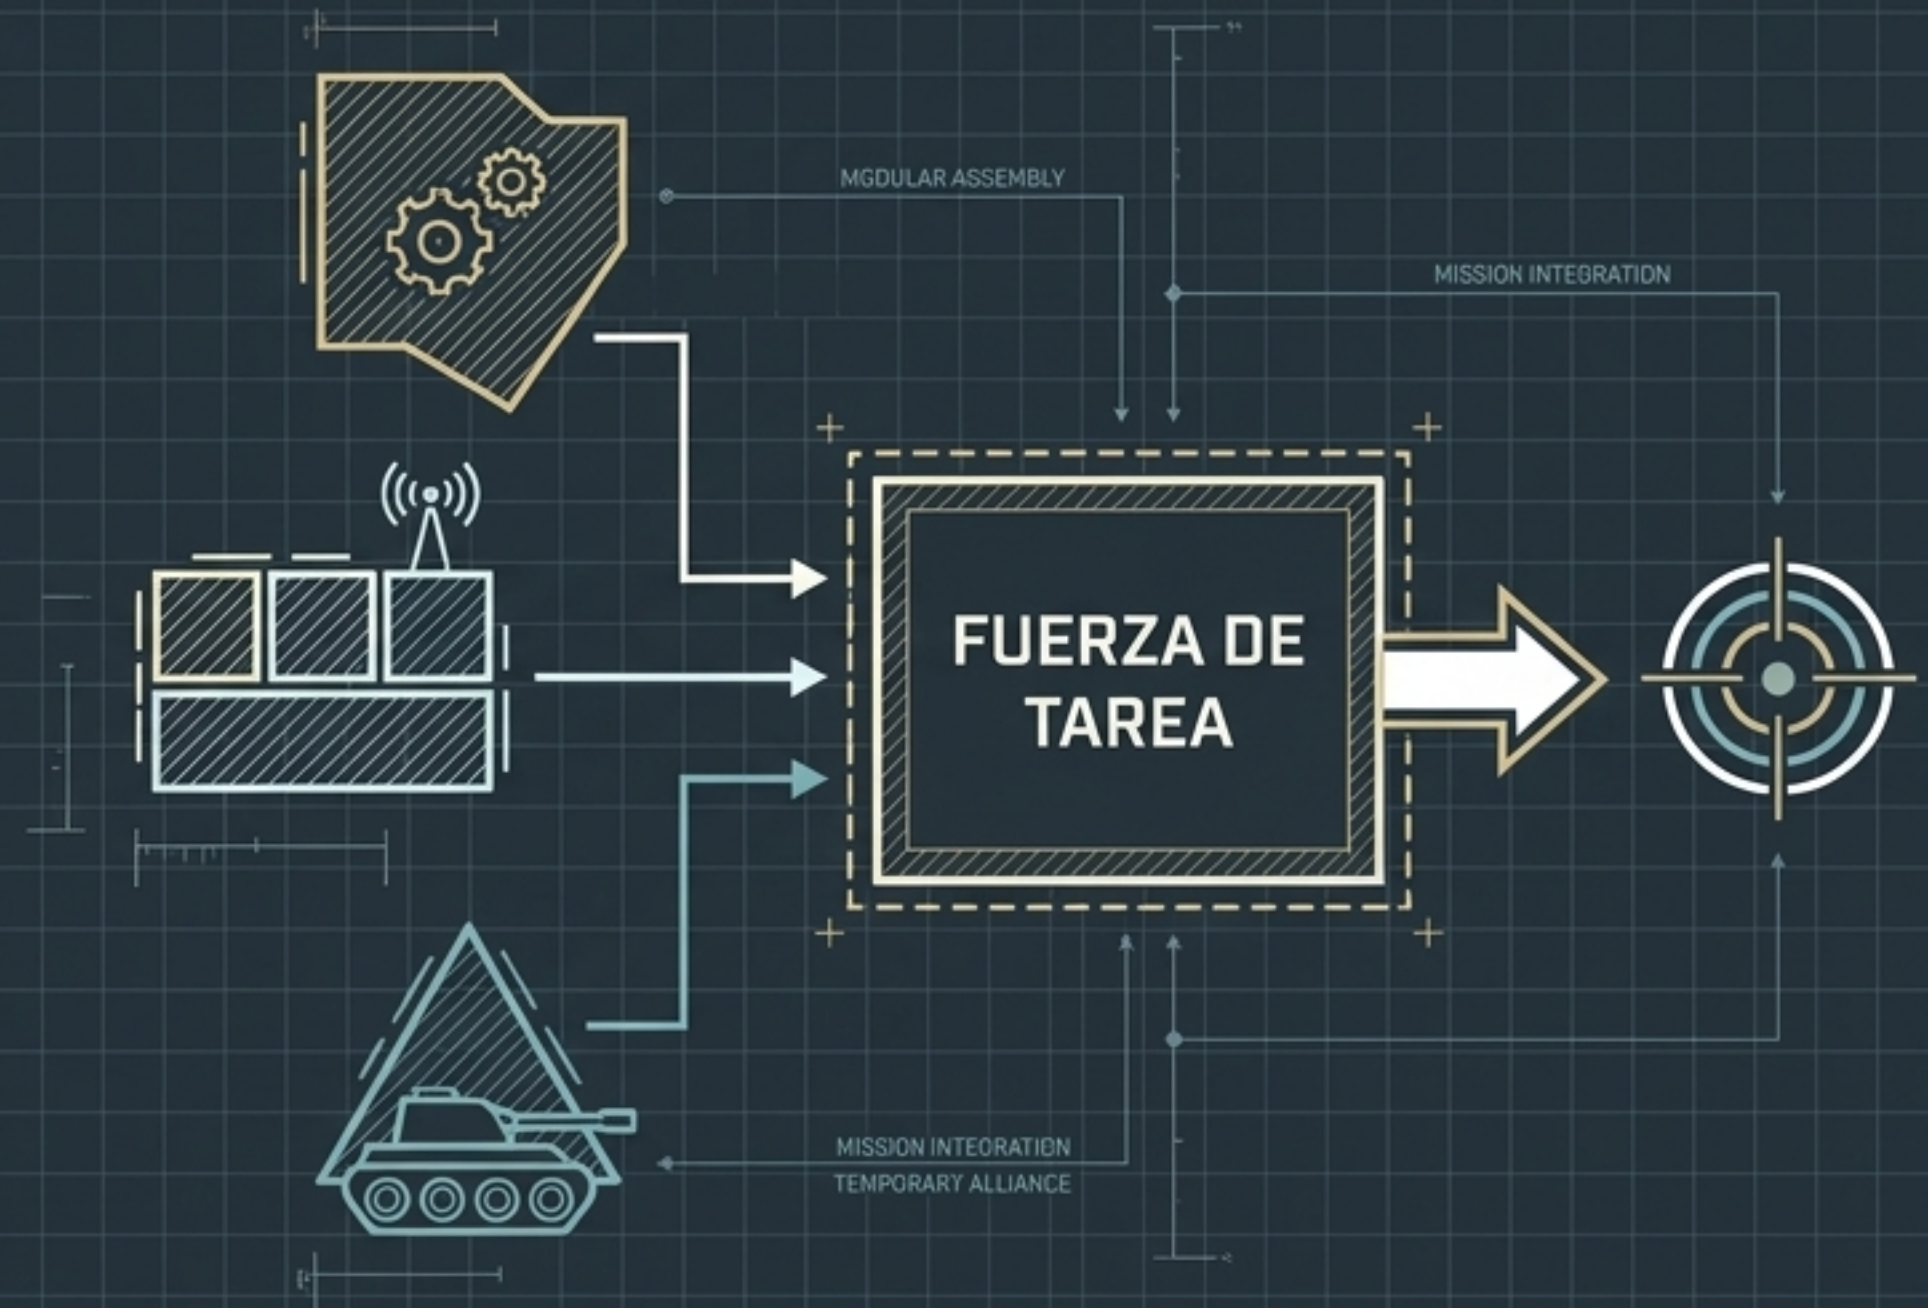 MGDULAR ASSEMBLY
MISSION INTEGRATION
FUERZA DE
TAREA
MISSION INTEORATION
TEMPORARY ALLIANCE